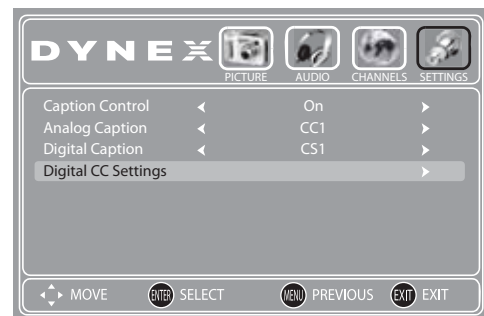 DYNEX
PICTURE AUDIO CHANNELS SETTINGS
Caption Control On
Analog Caption CC1
Digital Caption CS1
Digital CC Settings
MOVE ENTER SELECT MENU PREVIOUS EXIT EXIT